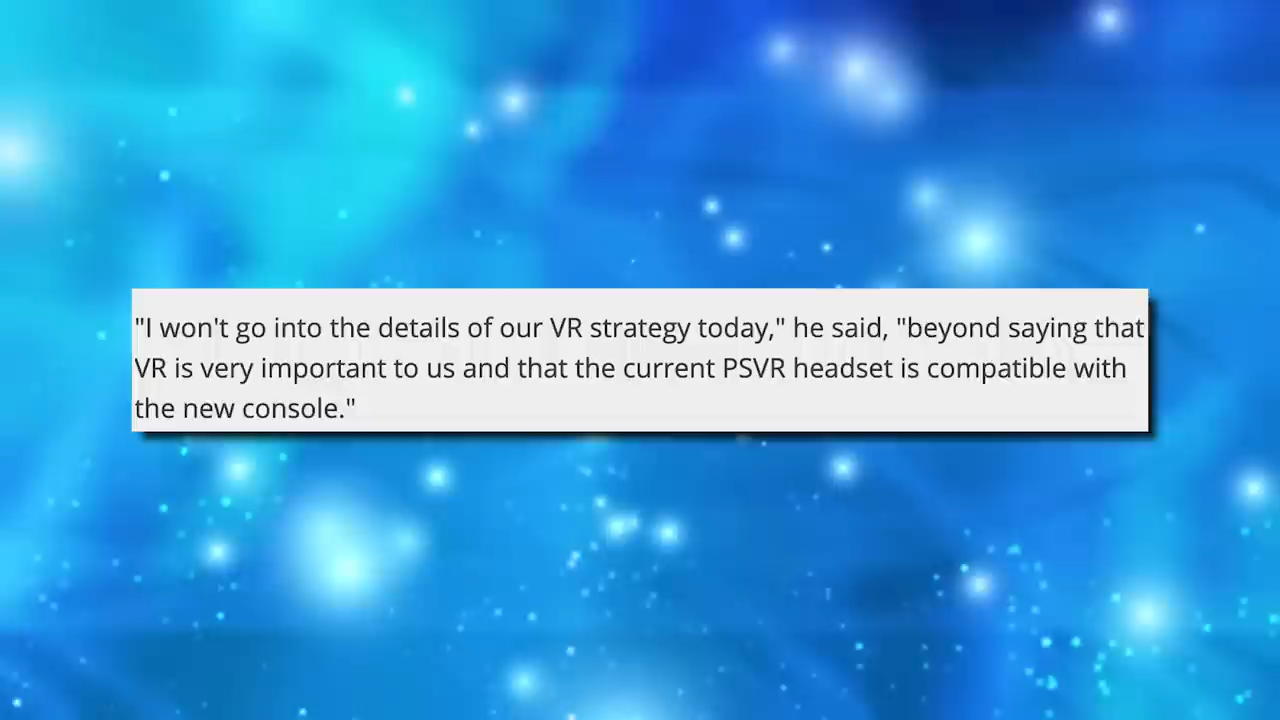 "I won't go into the details of our VR strategy today," he said, "beyond saying that
VR is very important to us and that the current PSVR headset is compatible with
the new console."